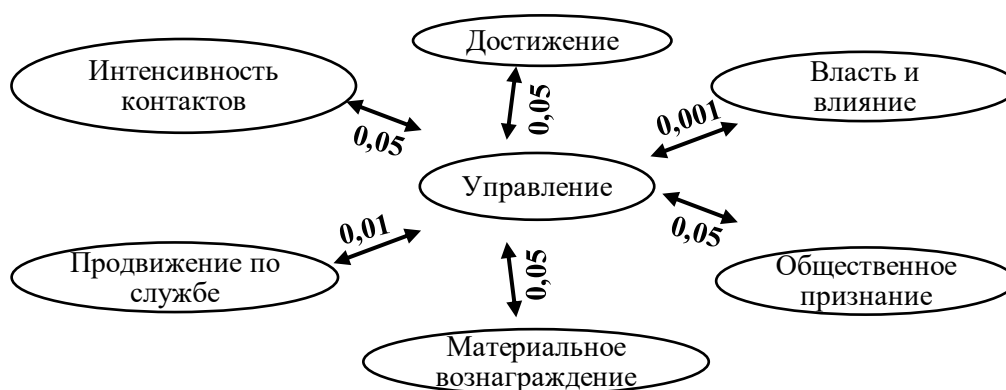 Достижение
Интенсивность
контактов
Власть и
влияние
0,05
0,05
0,001
Управление
0,01
0,05
0,05
Продвижение по
службе
Общественное
признание
Материальное
вознаграждение